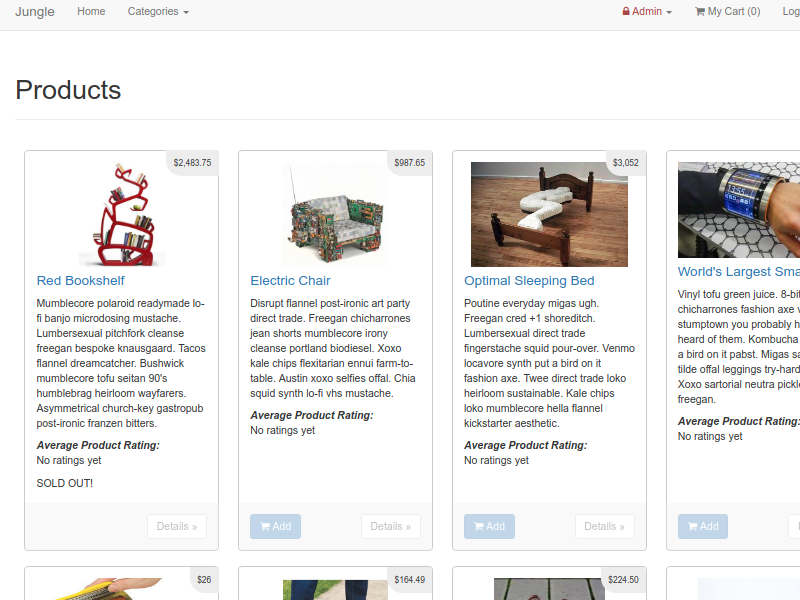 Jungle Home Categories Admin My Cart (0) Log
Products
$2,483.75
Red Bookshelf
Mumblecore polaroid readymade lo-
fi banjo microdosing mustache.
Lumbersexual pitchfork cleanse
freegan bespoke knausgaard. Tacos
flannel dreamcatcher. Bushwick
mumblecore tofu seitan 90's
humblebrag heirloom wayfarers.
Asymmetrical church-key gastropub
post-ironic franzen bitters.
Average Product Rating:
No ratings yet
SOLD OUT!
Details »
$987.65
Electric Chair
Disrupt flannel post-ironic art party
direct trade. Freegan chicharrones
jean shorts mumblecore irony
cleanse portland biodiesel. Xoxo
kale chips flexitarian ennui farm-to-
table. Austin xoxo selfies offal. Chia
squid synth lo-fi vhs mustache.
Average Product Rating:
No ratings yet
Add Details »
$3,052
Optimal Sleeping Bed
Poutine everyday migas ugh.
Freegan cred +1 shoreditch.
Lumbersexual direct trade
fingerstache squid pour-over. Venmo
locavore synth put a bird on it
fashion axe. Twee direct trade loko
heirloom sustainable. Kale chips
loko mumblecore hella flannel
kickstarter aesthetic.
Average Product Rating:
No ratings yet
Add Details »
World's Largest Sma
Vinyl tofu green juice. 8-bit
chicharrones fashion axe v
stumptown you probably h
heard of them. Kombucha
a bird on it pabst. Migas sa
tilde offal leggings try-hard
Xoxo sartorial neutra pickle
freegan.
Average Product Rating:
No ratings yet
Add
$26
$164.49
$224.50